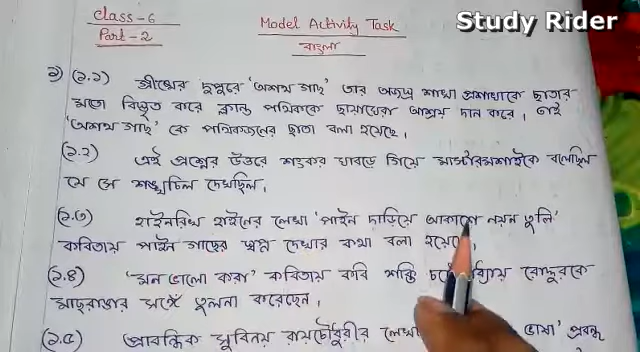 Class-6
Part-2
Model Activity Task
বাংলা
Study Rider
১) (১.১) গ্রীষ্মের দুপুরে 'অশথ গাছ' তার অজস্র শাখা প্রশাখাকে ছাতার
মতো বিস্তৃত করে ক্লান্ত পথিককে ছায়াঘেরা আশ্রয় দান করে। তাই
'অশথ গাছ' কে পথিকজনের ছাতা বলা হয়েছে।
(১.২) এই প্রশ্নের উত্তরে শংকর ঘাবড়ে গিয়ে মাস্টারমশাইকে বলেছিল
যে সে শঙ্খচিল দেখছিল।
(১.৩) হাইনরিখ হাইনের লেখা 'পাইন দাড়িয়ে আকাশে নয়ন তুলি'
কবিতায় পাইন গাছের স্বপ্ন দেখার কথা বলা
(১.৪) 'মন ভালো করা' কবিতায় কবি শক্তি রোদ্দুরকে
মাছরাঙার সঙ্গে তুলনা করেছেন।
(১.৫) প্রাবন্ধিক সুবিনয় রায়চৌধুরীর ভাষা' প্রবন্ধ